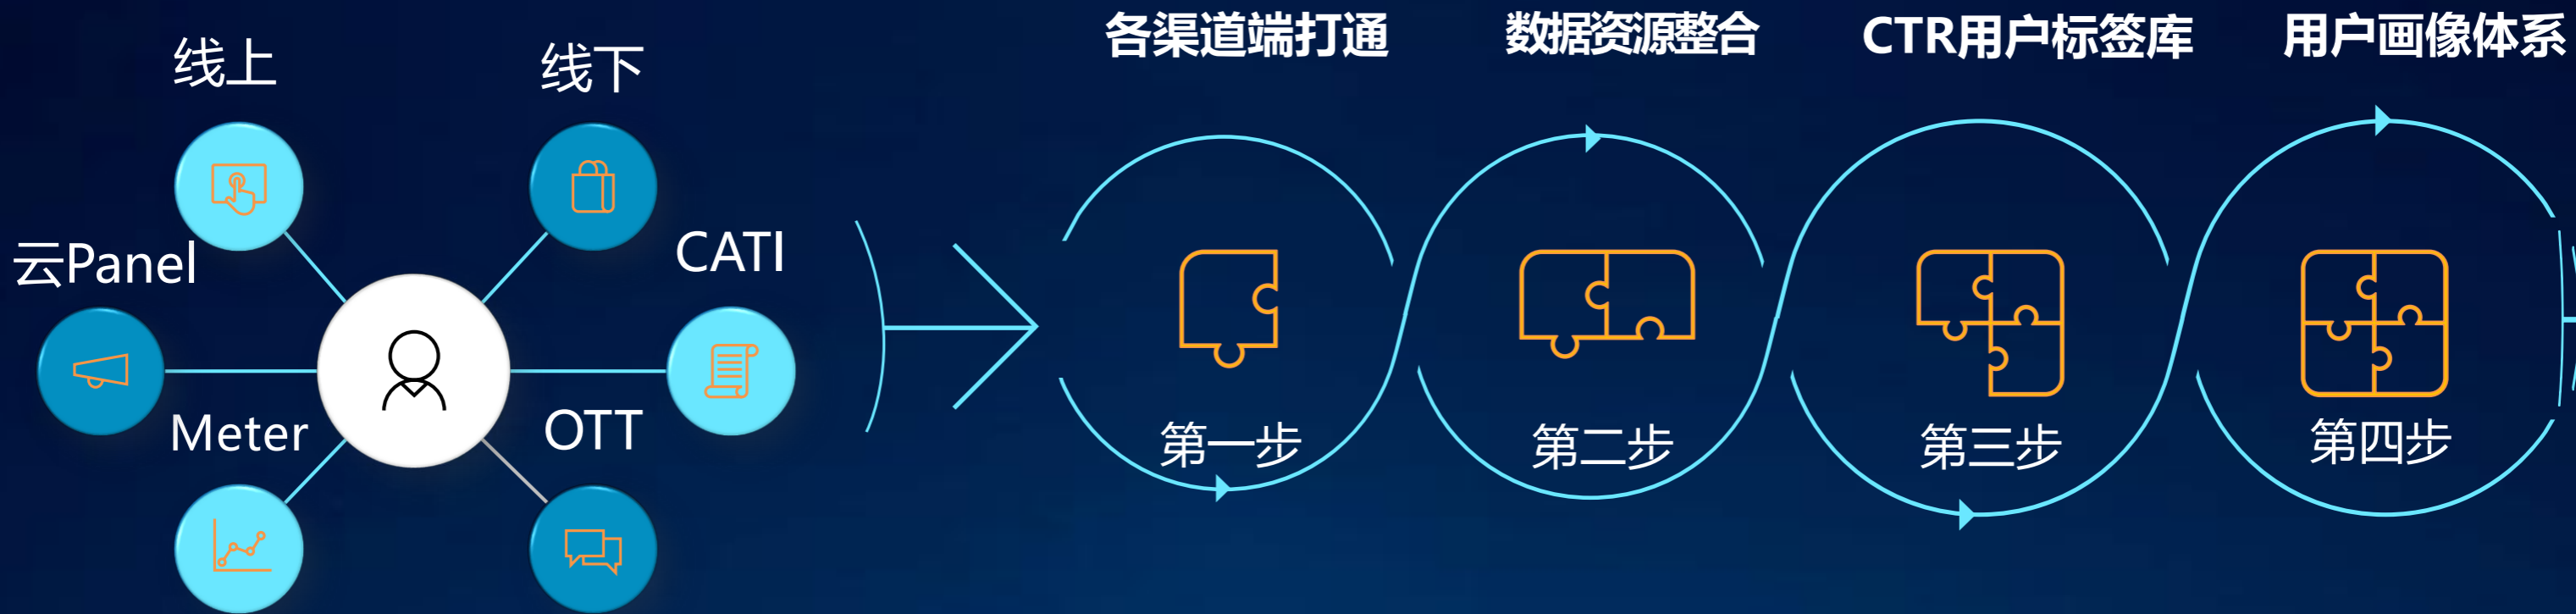 线上
线下
云Panel
CATI
Meter
OTT
各渠道端打通
数据资源整合
CTR用户标签库
用户画像体系
第一步
第二步
第三步
第四步